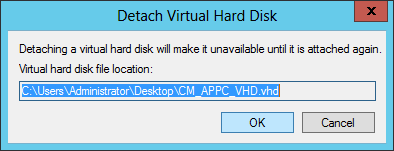 Detach Virtual Hard Disk
x
Detaching a virtual hard disk will make it unavailable until it is attached again.
Virtual hard disk file location:
C:\Users\Administrator\Desktop\CM_APPC_VHD.vhd
OK Cancel